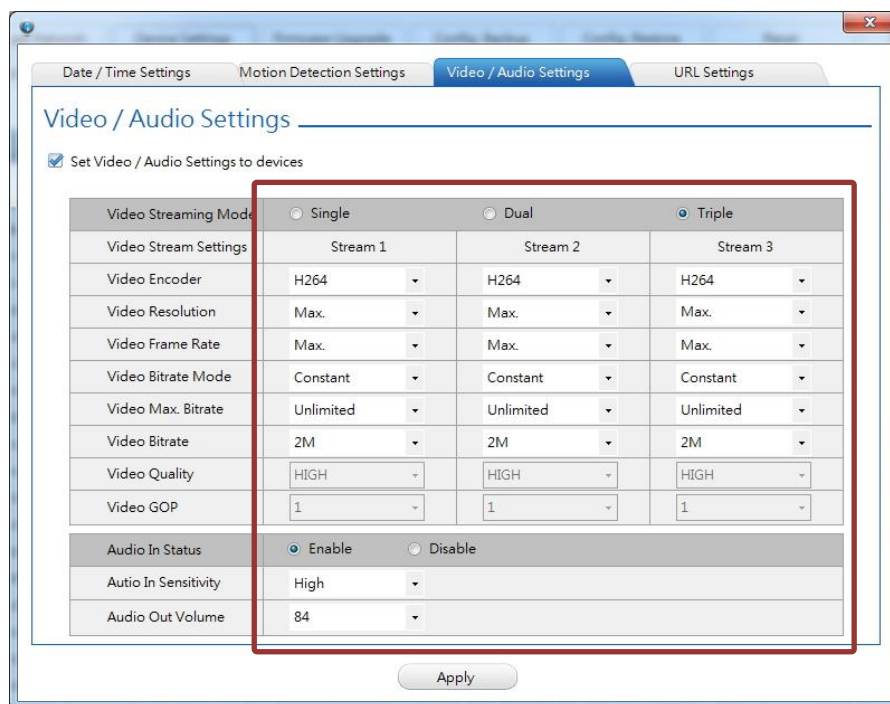 Date / Time Settings Motion Detection Settings Video / Audio Settings URL Settings
Video / Audio Settings
Set Video / Audio Settings to devices
Video Streaming Mode Single Dual Triple
Video Stream Settings Stream 1 Stream 2 Stream 3
Video Encoder H264 H264 H264
Video Resolution Max. Max. Max.
Video Frame Rate Max. Max. Max.
Video Bitrate Mode Constant Constant Constant
Video Max. Bitrate Unlimited Unlimited Unlimited
Video Bitrate 2M 2M 2M
Video Quality HIGH HIGH HIGH
Video GOP 1 1 1
Audio In Status Enable Disable
Autio In Sensitivity High
Audio Out Volume 84
Apply